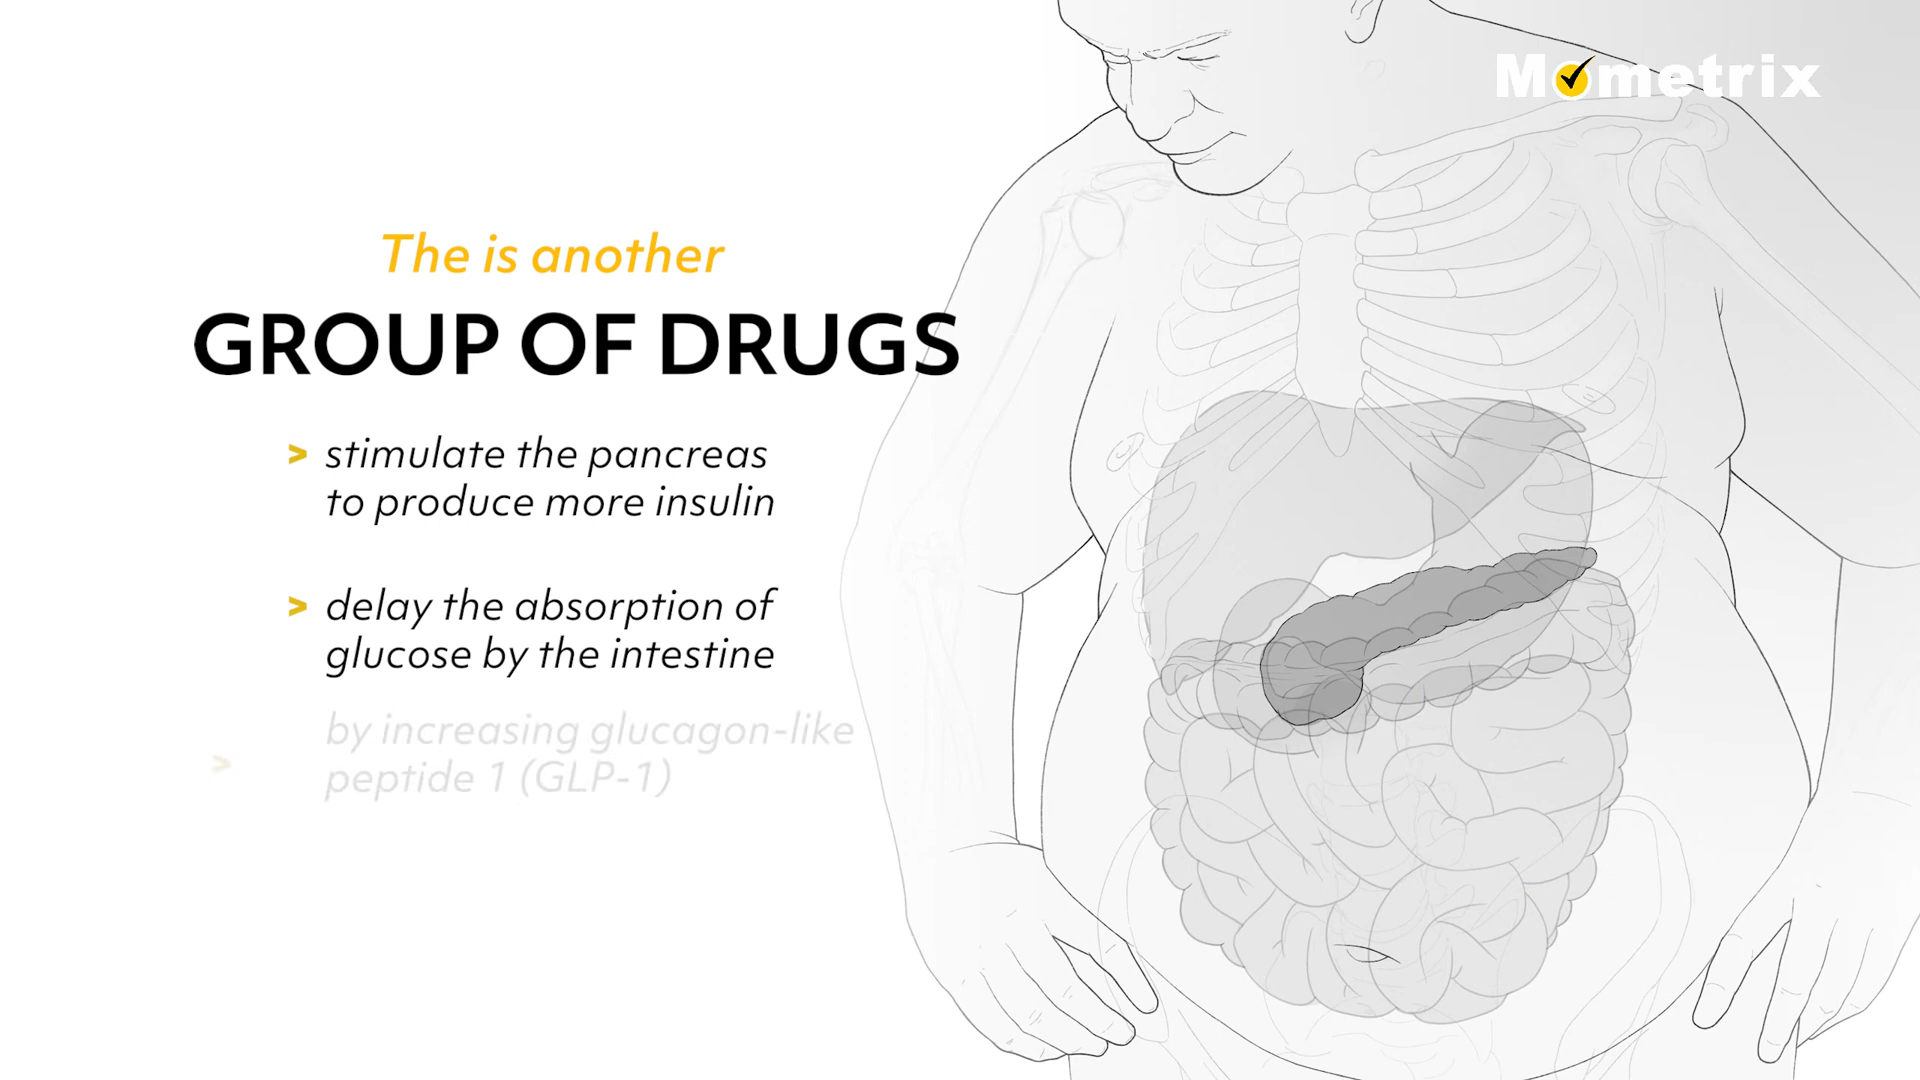 Mometrix
The is another
GROUP OF DRUGS
> stimulate the pancreas
to produce more insulin
> delay the absorption of
glucose by the intestine
by increasing glucagon-like
> peptide 1 (GLP-1)